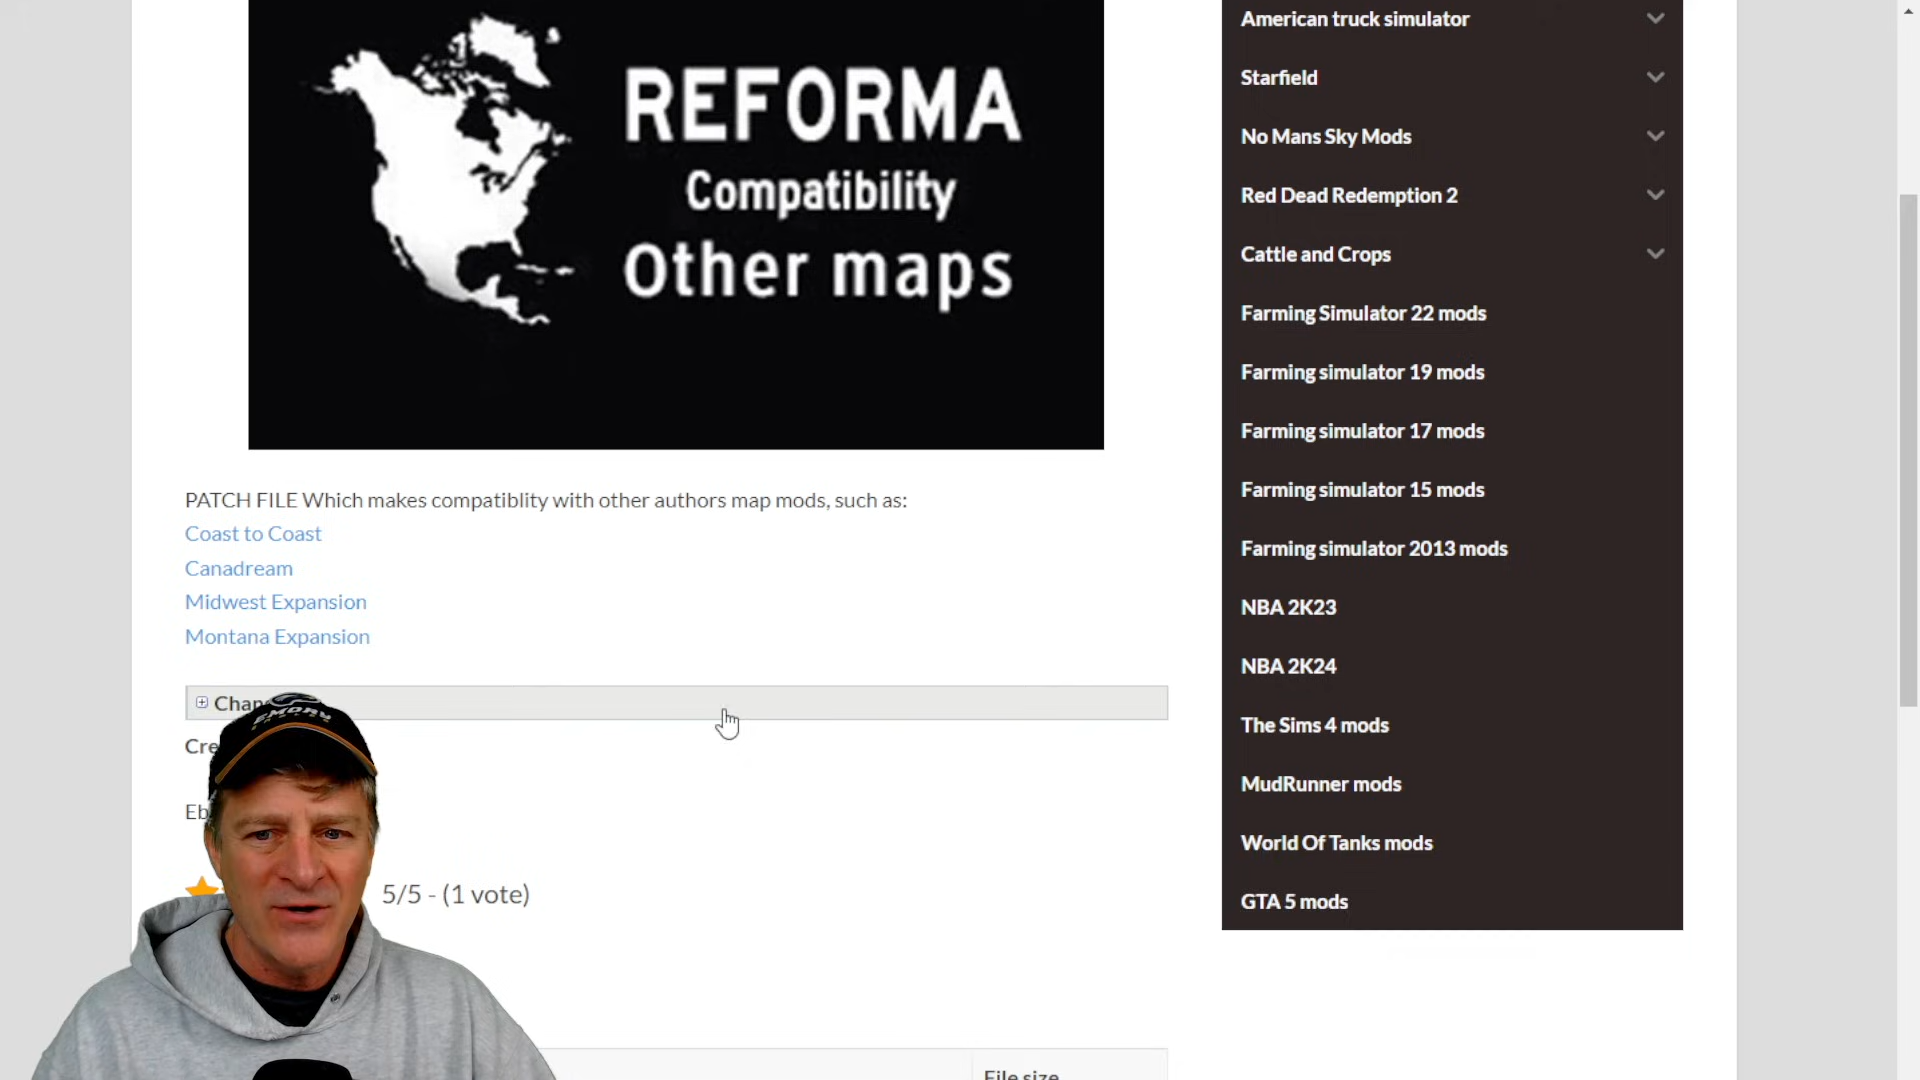 American truck simulator
Starfield
No Mans Sky Mods
Red Dead Redemption 2
Cattle and Crops
Farming Simulator 22 mods
Farming simulator 19 mods
Farming simulator 17 mods
Farming simulator 15 mods
Farming simulator 2013 mods
NBA 2K23
NBA 2K24
The Sims 4 mods
MudRunner mods
World Of Tanks mods
GTA 5 mods
REFORMA
Compatibility
Other maps
PATCH FILE Which makes compatiblity with other authors map mods, such as:
Coast to Coast
Canadream
Midwest Expansion
Montana Expansion
EMORY
5/5 - (1 vote)
File size